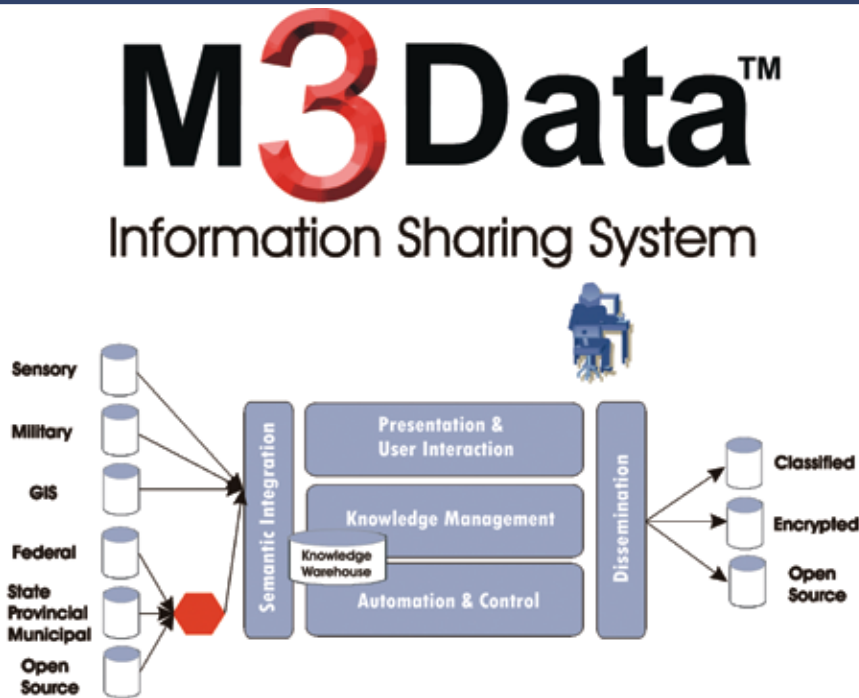 M3Data™
Information Sharing System
Sensory
Military
GIS
Federal
State
Provincial
Municipal
Open
Source
Semantic Integration
Presentation &
User Interaction
Knowledge Management
Knowledge
Warehouse
Automation & Control
Dissemination
Classified
Encrypted
Open
Source